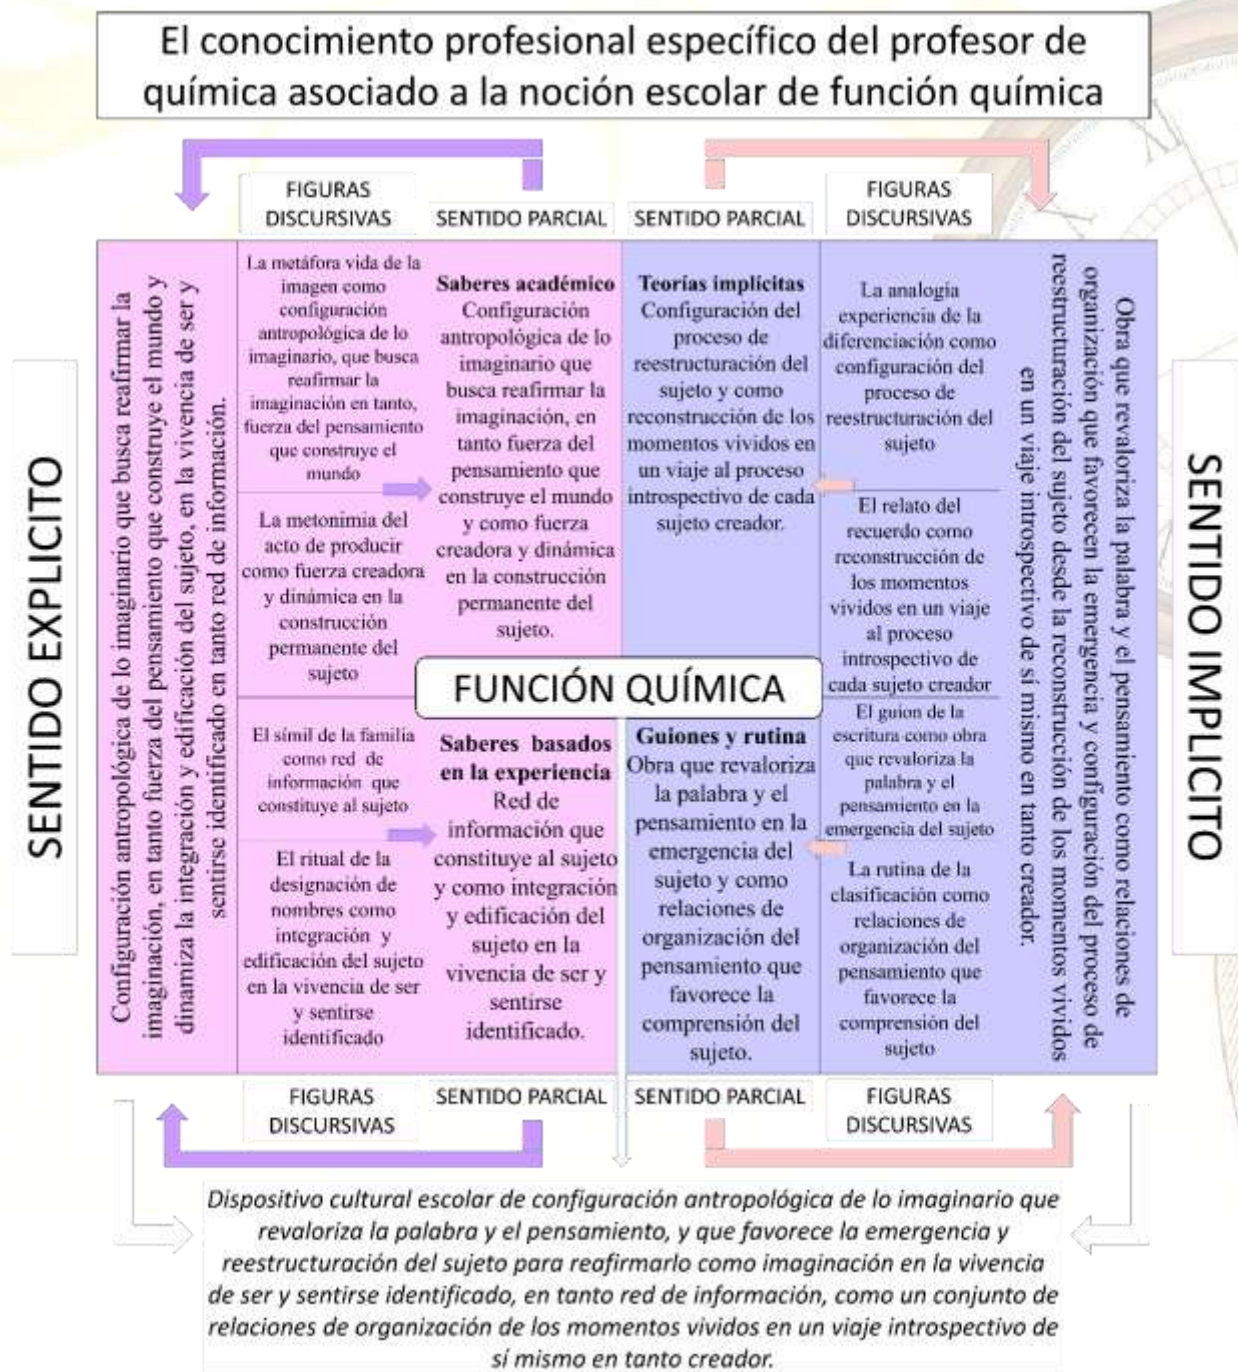 El conocimiento profesional específico del profesor de
química asociado a la noción escolar de función química
FIGURAS
DISCURSIVAS
SENTIDO PARCIAL
SENTIDO PARCIAL
FIGURAS
DISCURSIVAS
SENTIDO EXPLICITO
Configuración antropológica de lo imaginario que busca reafirmar la
imaginación, en tanto fuerza del pensamiento que construye el mundo y
dinamiza la integración y edificación del sujeto, en la vivencia de ser y
sentirse identificado en tanto red de información.
La metáfora vida de la
imagen como
configuración
antropológica de lo
imaginario, que busca
reafirmar la
imaginación en tanto,
fuerza del pensamiento
que construye el
mundo
La metonimia del
acto de producir
como fuerza creadora
y dinámica en la
construcción
permanente del
sujeto
Saberes académico
Configuración
antropológica de lo
imaginario que
busca reafirmar la
imaginación, en
tanto fuerza del
pensamiento que
construye el mundo
y como fuerza
creadora y dinámica
en la construcción
permanente del
sujeto.
Teorías implícitas
Configuración del
proceso de
reestructuración del
sujeto y como
reconstrucción de los
momentos vividos en
un viaje al proceso
introspectivo de cada
sujeto creador.
La analogía
experiencia de la
diferenciación como
configuración del
proceso de
reestructuración del
sujeto
El relato del
recuerdo como
reconstrucción de
los momentos
vividos en un viaje
al proceso
introspectivo de
cada sujeto creador
FUNCIÓN QUÍMICA
El símil de la familia
como red de
información que
constituye al sujeto
El ritual de la
designación de
nombres como
integración y
edificación del sujeto
en la vivencia de ser
y sentirse
identificado
Saberes basados
en la experiencia
Red de
información que
constituye al sujeto
y como integración
y edificación del
sujeto en la
vivencia de ser y
sentirse
identificado.
Guiones y rutina
Obra que revaloriza
la palabra y el
pensamiento en la
emergencia del
sujeto y como
relaciones de
organización del
pensamiento que
favorece la
comprensión del
sujeto.
El guion de la
escritura como obra
que revaloriza la
palabra y el
pensamiento en la
emergencia del sujeto
La rutina de la
clasificación como
relaciones de
organización del
pensamiento que
favorece la
comprensión del
sujeto
Obra que revaloriza la palabra y el pensamiento como relaciones de
organización que favorecen la emergencia y configuración del proceso de
reestructuración del sujeto desde la reconstrucción de los momentos vividos
en un viaje introspectivo de sí mismo en tanto creador.
SENTIDO IMPLICITO
FIGURAS
DISCURSIVAS
SENTIDO PARCIAL
SENTIDO PARCIAL
FIGURAS
DISCURSIVAS
Dispositivo cultural escolar de configuración antropológica de lo imaginario que
revaloriza la palabra y el pensamiento, y que favorece la emergencia y
reestructuración del sujeto para reafirmarlo como imaginación en la vivencia
de ser y sentirse identificado, en tanto red de información, como un conjunto de
relaciones de organización de los momentos vividos en un viaje introspectivo de
sí mismo en tanto creador.